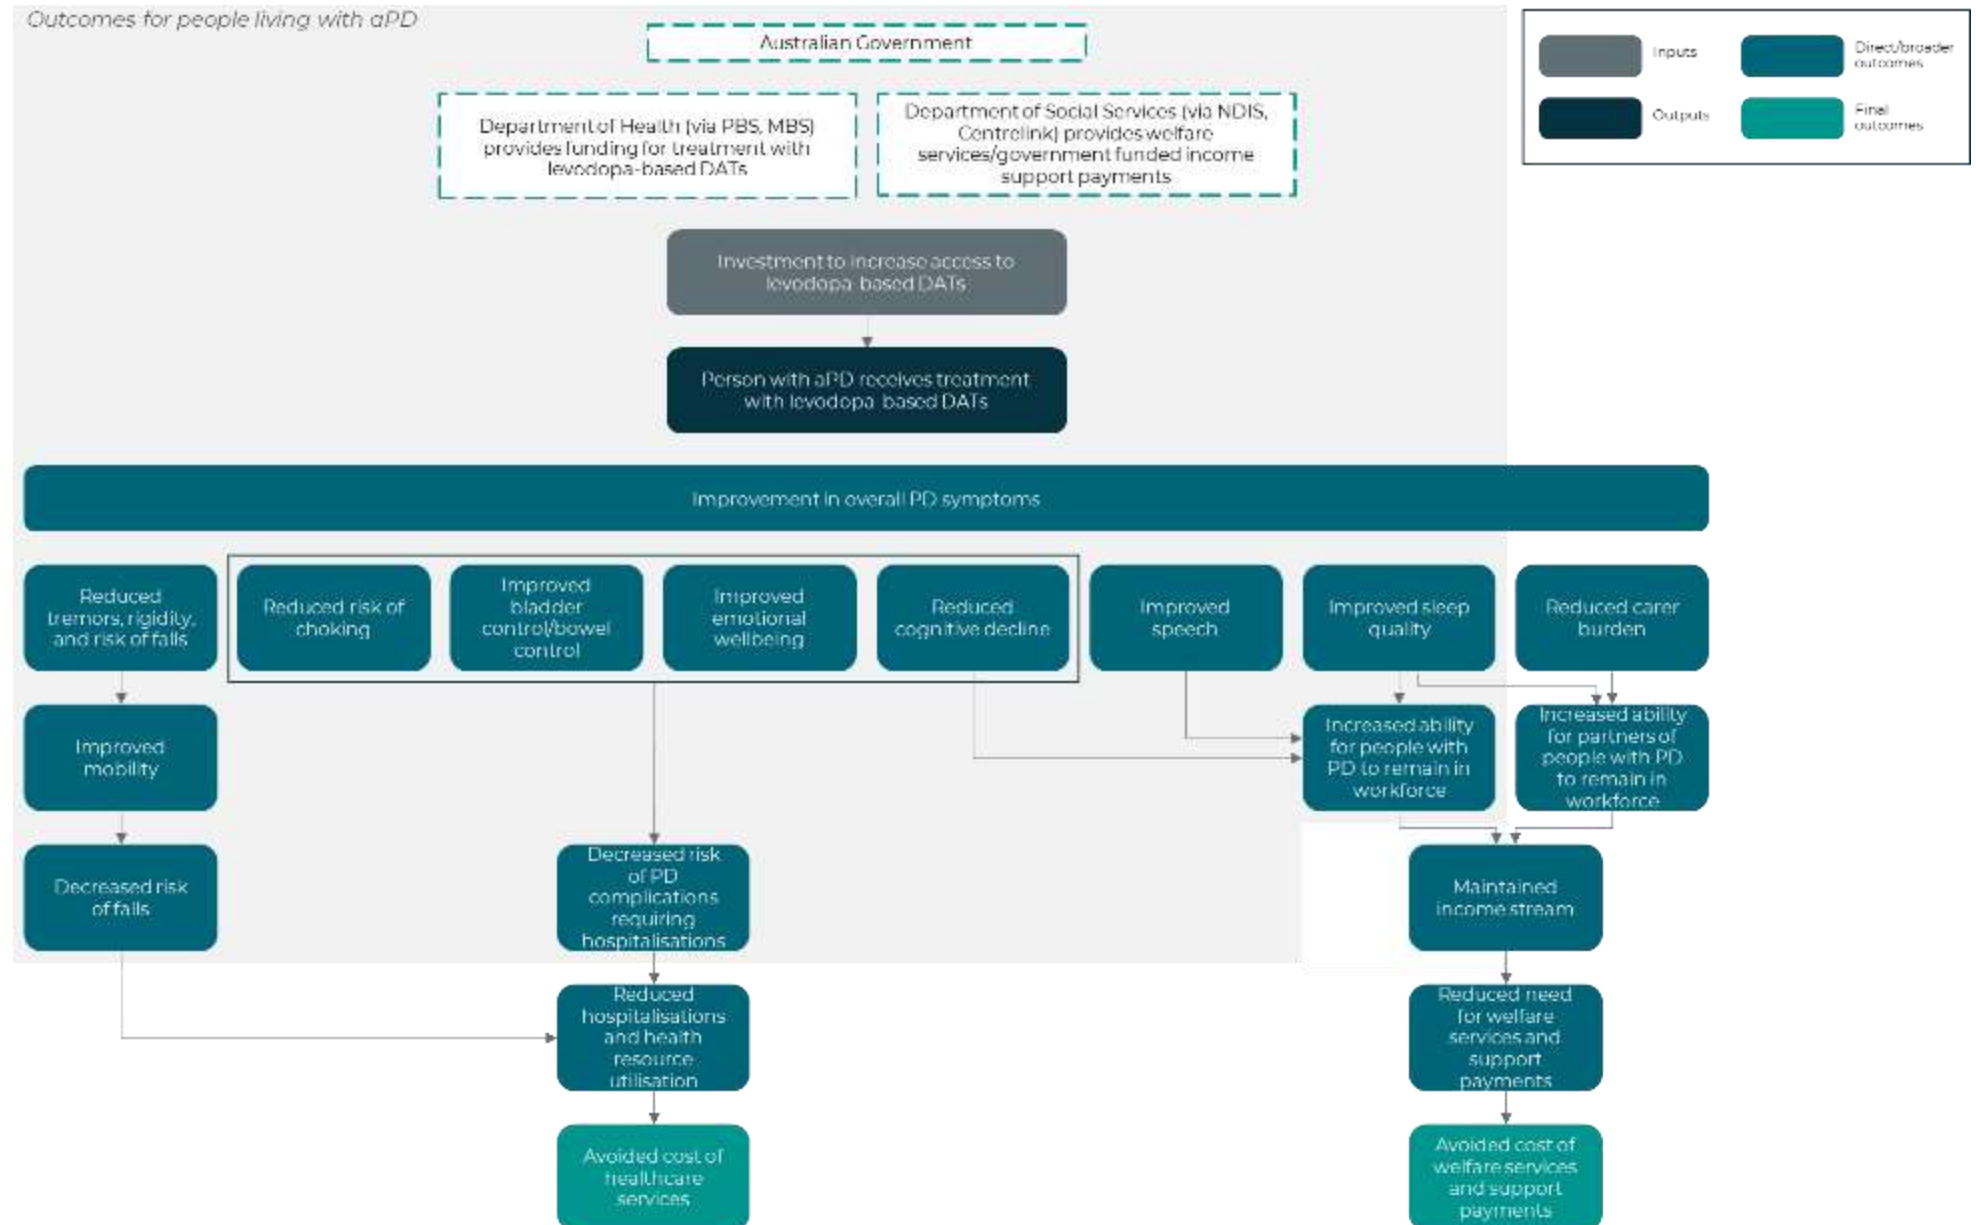 Outcomes for people living with aPD
Australian Government
Department of Health (via PBS, MBS)
provides funding for treatment with
levodopa-based DATs
Department of Social Services (via NDIS,
Centrelink) provides welfare
services/government funded income
support payments
Inputs
Direct/broader
outcomes
Outputs
Final
outcomes
Investment to increase access to
levodopa-based DATs
Person with aPD receives treatment
with levodopa-based DATs
Improvement in overall PD symptoms
Reduced
tremors, rigidity,
and risk of falls
Reduced risk of
choking
Improved
bladder
control/bowel
control
Improved
emotional
wellbeing
Reduced
cognitive decline
Improved
speech
Improved sleep
quality
Reduced carer
burden
Improved
mobility
Increased ability
for people with
PD to remain in
workforce
Increased ability
for partners of
people with PD
to remain in
workforce
Decreased risk
of falls
Decreased risk
of PD
complications
requiring
hospitalisations
Maintained
income stream
Reduced
hospitalisations
and health
resource
utilisation
Reduced need
for welfare
services and
support
payments
Avoided cost of
healthcare
services
Avoided cost of
welfare services
and support
payments